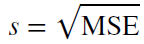 s = √MSE